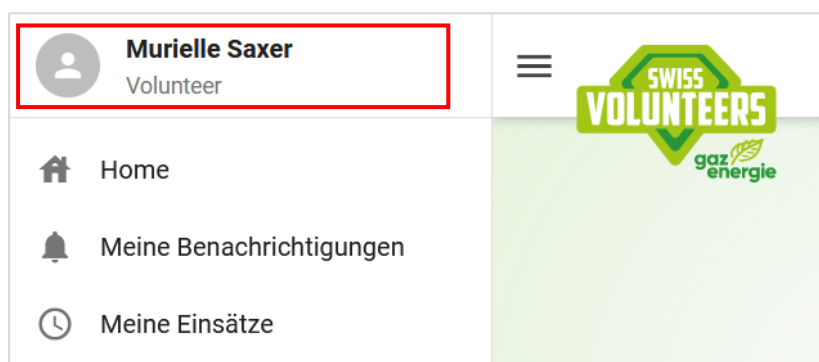 Murielle Saxer
Volunteer
Home
Meine Benachrichtigungen
Meine Einsätze
SWISS
VOLUNTEERS
gaz
energie